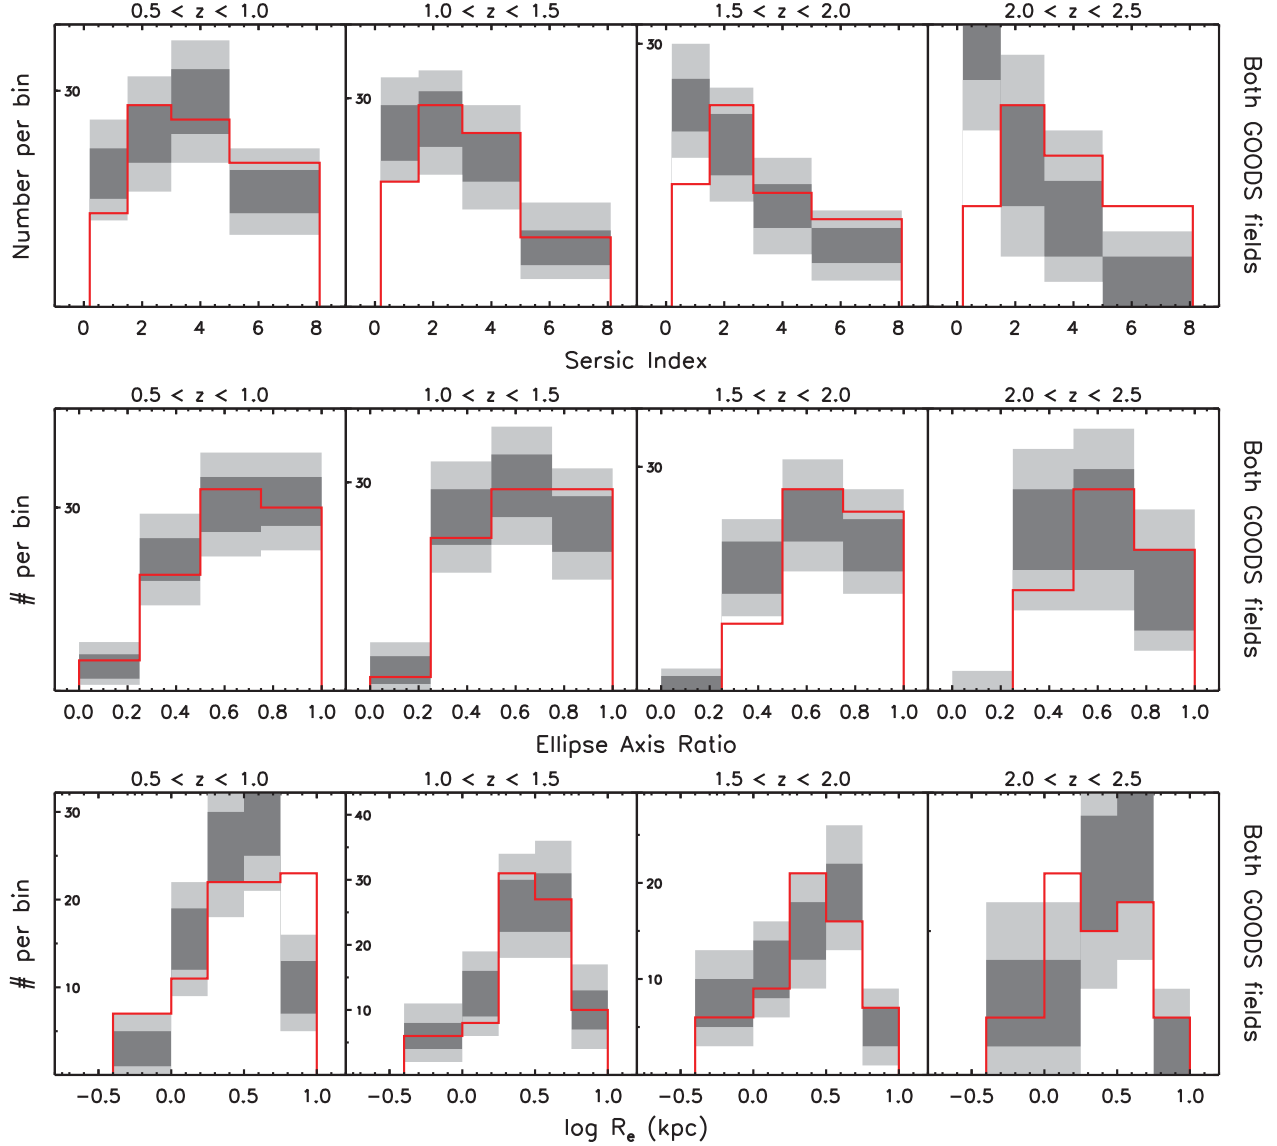 0.5 < z < 1.0 1.0 < z < 1.5 1.5 < z < 2.0 2.0 < z < 2.5
Number per bin
30 30 30
Both GOODS fields
0 2 4 6 8 0 2 4 6 8 0 2 4 6 8 0 2 4 6 8
Sersic Index
0.5 < z < 1.0 1.0 < z < 1.5 1.5 < z < 2.0 2.0 < z < 2.5
# per bin
30 30 30
Both GOODS fields
0.0 0.2 0.4 0.6 0.8 1.0 0.0 0.2 0.4 0.6 0.8 1.0 0.0 0.2 0.4 0.6 0.8 1.0 0.0 0.2 0.4 0.6 0.8 1.0
Ellipse Axis Ratio
0.5 < z < 1.0 1.0 < z < 1.5 1.5 < z < 2.0 2.0 < z < 2.5
# per bin
30 20 10
40 30 20 10
20 10
Both GOODS fields
−0.5 0.0 0.5 1.0 −0.5 0.0 0.5 1.0 −0.5 0.0 0.5 1.0 −0.5 0.0 0.5 1.0
log Re (kpc)